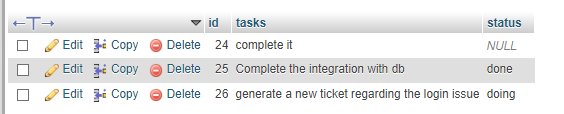 ←T→ id tasks status
Edit Copy Delete 24 complete it NULL
Edit Copy Delete 25 Complete the integration with db done
Edit Copy Delete 26 generate a new ticket regarding the login issue doing